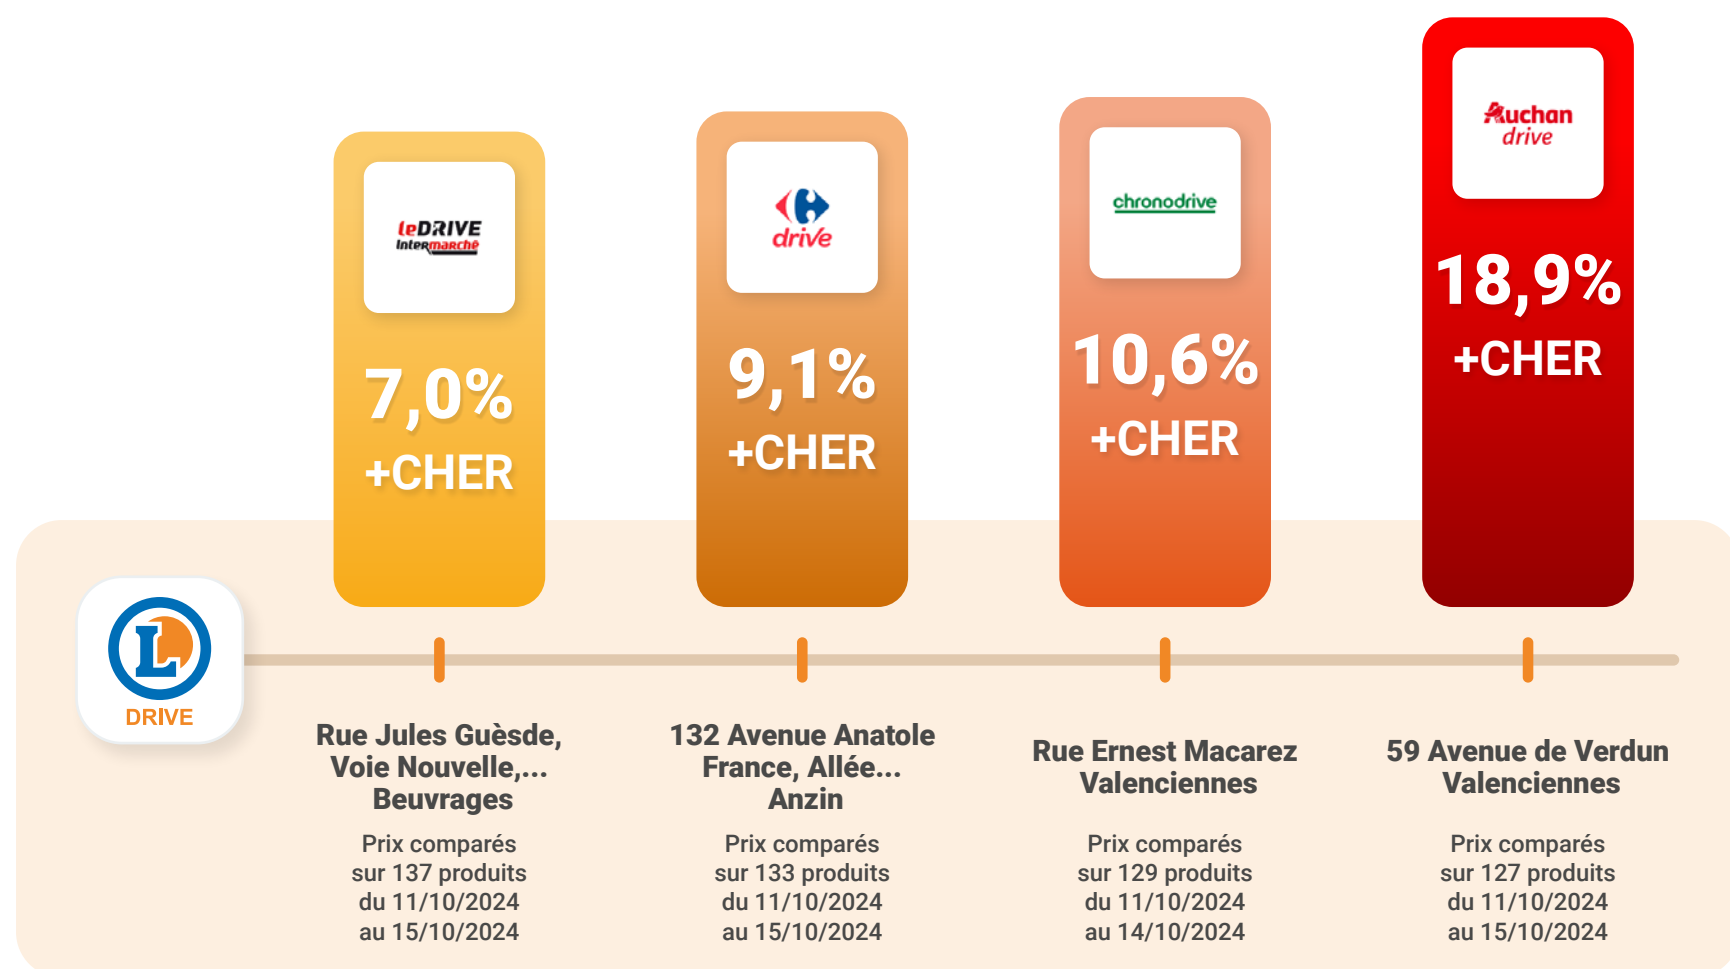 leDRIVE
Intermarché
7,0%
+CHER
drive
9,1%
+CHER
chronodrive
10,6%
+CHER
Auchan
drive
18,9%
+CHER
L
DRIVE
Rue Jules Guèsde,
Voie Nouvelle,...
Beuvrages
Prix comparés
sur 137 produits
du 11/10/2024
au 15/10/2024
132 Avenue Anatole
France, Allée...
Anzin
Prix comparés
sur 133 produits
du 11/10/2024
au 15/10/2024
Rue Ernest Macarez
Valenciennes
Prix comparés
sur 129 produits
du 11/10/2024
au 14/10/2024
59 Avenue de Verdun
Valenciennes
Prix comparés
sur 127 produits
du 11/10/2024
au 15/10/2024